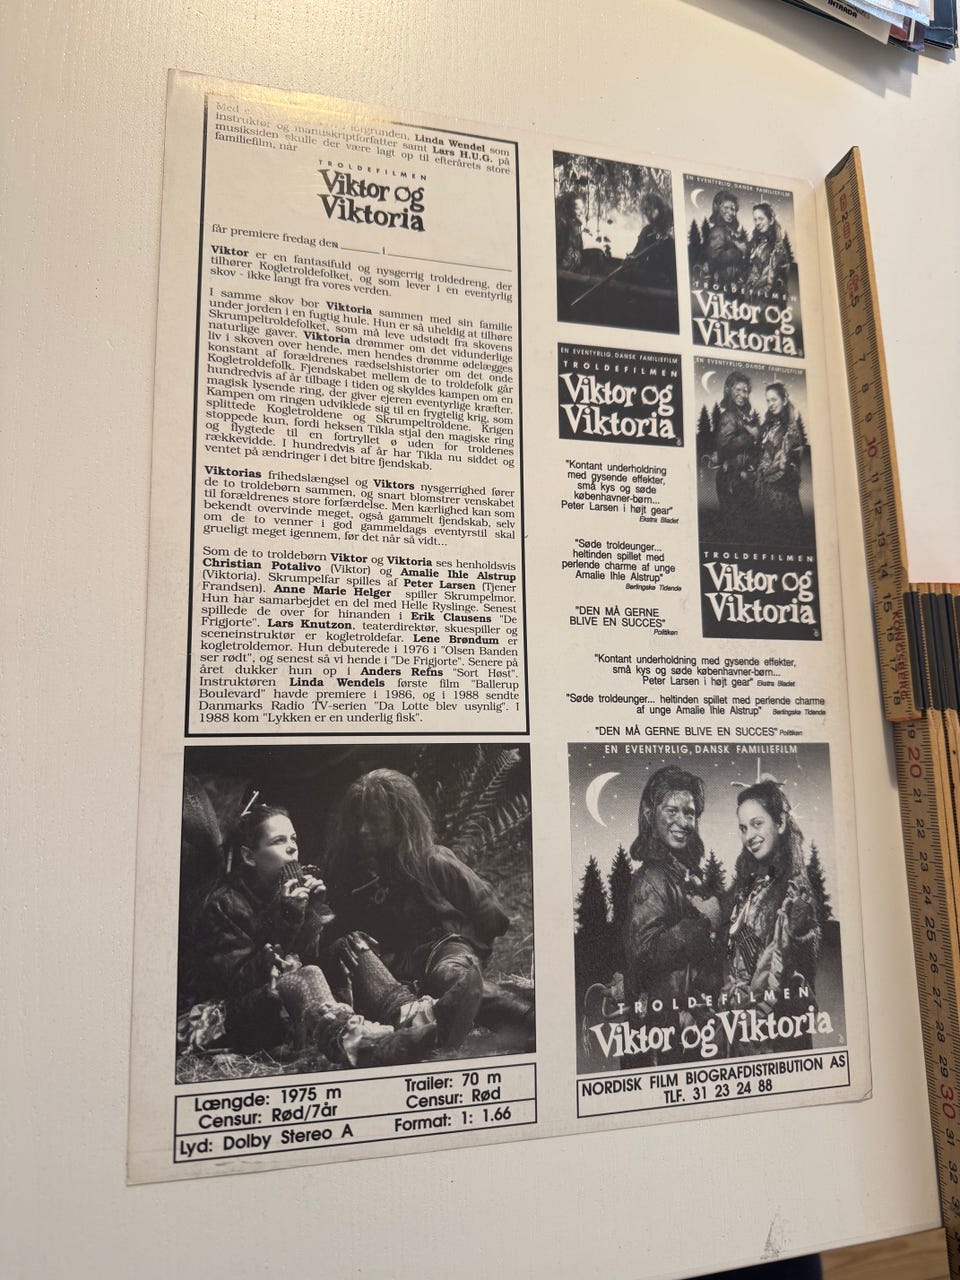 INTRADA
Med
instruktør og manuskriptforfatter samt Lars H.U.G. på
musiksiden skulle der være lagt op til efterårets store
familiefilm, når
TROLDEFILMEN
Viktor og
Viktoria
får premiere fredag den ______ i ______
Viktor er en fantasifuld og nysgerrig troldedreng, der
tilhører Kogletroldefolket, og som lever i en eventyrlig
skov - ikke langt fra vores verden.
I samme skov bor Viktoria sammen med sin familie
under jorden i en fugtig hule. Hun er så uheldig at tilhøre
Skrumpeltroldefolket, som må leve udstødt fra skovens
naturlige gaver. Viktoria drømmer om det vidunderlige
liv i skoven over hende, men hendes drømme ødelægges
konstant af forældrenes rædselshistorier om det onde
Kogletroldefolk. Fjendskabet mellem de to troldefolk går
hundredvis af år tilbage i tiden og skyldes kampen om en
magisk lysende ring, der giver ejeren eventyrlige kræfter.
Kampen om ringen udviklede sig til en frygtelig krig, som
splittede Kogletroldene og Skrumpeltroldene. Krigen
stoppede kun, fordi heksen Tikla stjal den magiske ring
og flygtede til en fortryllet ø uden for troldenes
rækkevidde. I hundredvis af år har Tikla nu siddet og
ventet på ændringer i det bitre fjendskab.
Viktorias frihedslængsel og Viktors nysgerrighed fører
de to troldebørn sammen, og snart blomstrer venskabet
til forældrenes store forfærdelse. Men kærlighed kan som
bekendt overvinde meget, også gammelt fjendskab, selv
om de to venner i god gammeldags eventyrstil skal
grueligt meget igennem, før det når så vidt...
Som de to troldebørn Viktor og Viktoria ses henholdsvis
Christian Potalivo (Viktor) og Amalie Ihle Alstrup
(Viktoria). Skrumpelfar spilles af Peter Larsen (Tjener
Frandsen). Anne Marie Helger spiller Skrumpelmor.
Hun har samarbejdet en del med Helle Ryslinge. Senest
spillede de over for hinanden i Erik Clausens "De
Frigjorte". Lars Knutzon, teaterdirektør, skuespiller og
sceneinstruktør er kogletroldefar. Lene Brøndum er
kogletroldemor. Hun debuterede i 1976 i "Olsen Banden
ser rødt", og senest så vi hende i "De Frigjorte". Senere på
året dukker hun op i Anders Refns "Sort Høst".
Instruktøren Linda Wendels første film "Ballerup
Boulevard" havde premiere i 1986, og i 1988 sendte
Danmarks Radio TV-serien "Da Lotte blev usynlig". I
1988 kom "Lykken er en underlig fisk".
Længde: 1975 m
Trailer: 70 m
Censur: Rød/7år
Censur: Rød
Lyd: Dolby Stereo A
Format: 1: 1.66
EN EVENTYRLIG, DANSK FAMILIEFILM
TROLDEFILMEN
Viktor og
Viktoria
EN EVENTYRLIG, DANSK FAMILIEFILM
TROLDEFILMEN
Viktor og
Viktoria
EN EVENTYRLIG, DANSK FAMILIEFILM
TROLDEFILMEN
Viktor og
Viktoria
"Kontant underholdning
med gysende effekter,
små kys og søde
københavner-børn...
Peter Larsen i højt gear"
Ekstra Bladet
"Søde troldeunger...
heltinden spillet med
perlende charme af unge
Amalie Ihle Alstrup"
Berlingske Tidende
"DEN MÅ GERNE
BLIVE EN SUCCES"
Politiken
"Kontant underholdning med gysende effekter,
små kys og søde københavner-børn...
Peter Larsen i højt gear" Ekstra Bladet
"Søde troldeunger... heltinden spillet med perlende charme
af unge Amalie Ihle Alstrup" Berlingske Tidende
"DEN MÅ GERNE BLIVE EN SUCCES" Politiken
EN EVENTYRLIG, DANSK FAMILIEFILM
TROLDEFILMEN
Viktor og Viktoria
NORDISK FILM BIOGRAFDISTRIBUTION AS
TLF. 31 23 24 88